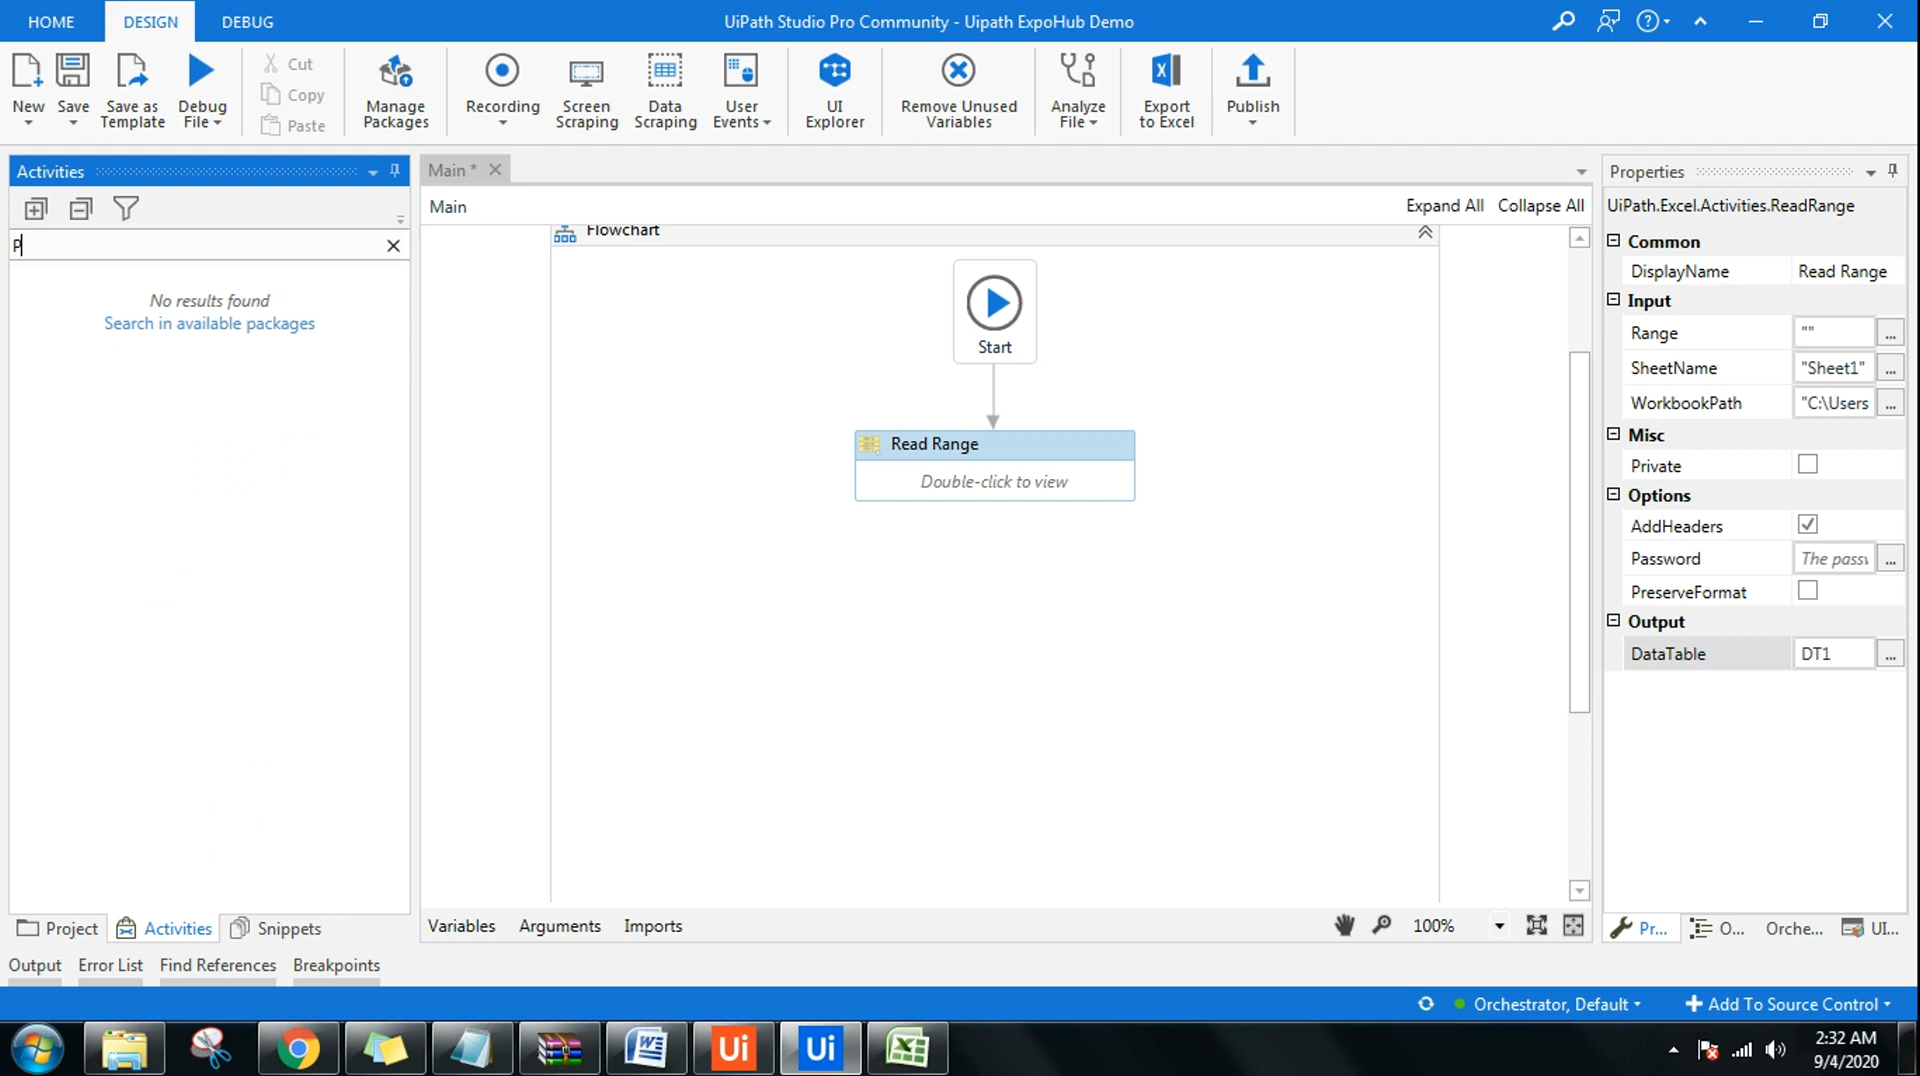 HOME DESIGN DEBUG UiPath Studio Pro Community - Uipath ExpoHub Demo
New
Save
Save as Template
Debug File
Cut
Copy
Paste
Manage Packages
Recording
Screen Scraping
Data Scraping
User Events
UI Explorer
Remove Unused Variables
Analyze File
Export to Excel
Publish
Activities
P
No results found
Search in available packages
Project Activities Snippets
Main *
Main Expand All Collapse All
Flowchart
Start
Read Range
Double-click to view
Variables Arguments Imports 100%
Properties
UiPath.Excel.Activities.ReadRange
Common
DisplayName Read Range
Input
Range "" ...
SheetName "Sheet1" ...
WorkbookPath "C:\Users ...
Misc
Private
Options
AddHeaders
Password The pass ...
PreserveFormat
Output
DataTable DT1 ...
Pr... O... Orche... UI...
Output Error List Find References Breakpoints
Orchestrator, Default Add To Source Control
Ui Ui
2:32 AM
9/4/2020